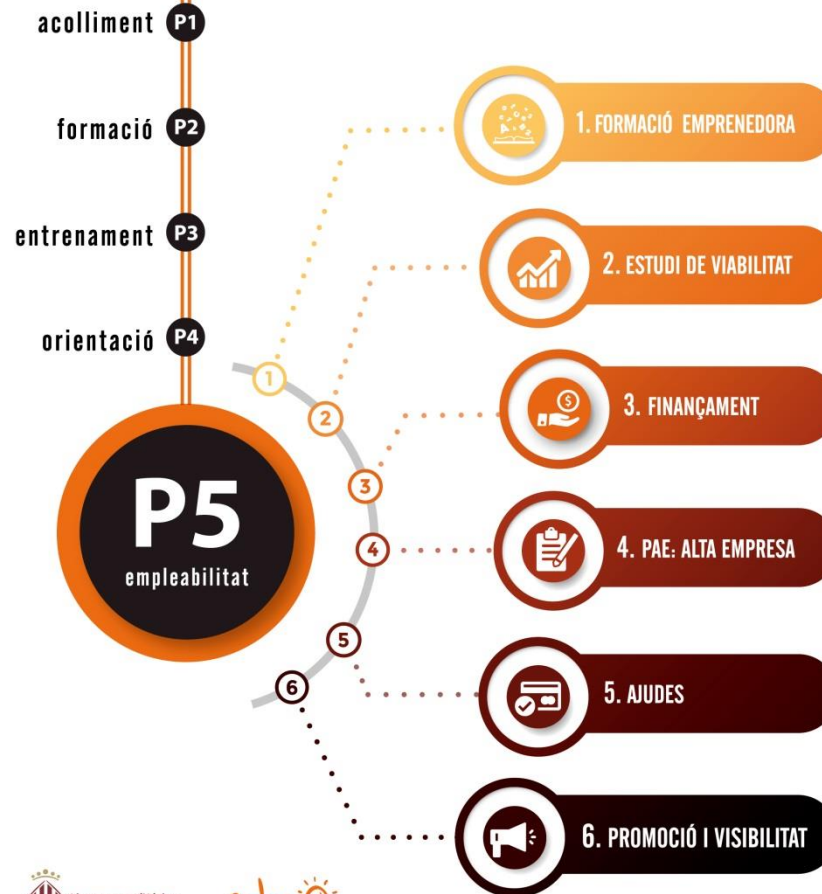 acolliment P1
formació P2
entrenament P3
orientació P4
P5
empleabilitat
1
2
3
4
5
6
1. FORMACIÓ EMPRENEDORA
2. ESTUDI DE VIABILITAT
3. FINANÇAMENT
4. PAE: ALTA EMPRESA
5. AJUDES
6. PROMOCIÓ I VISIBILITAT